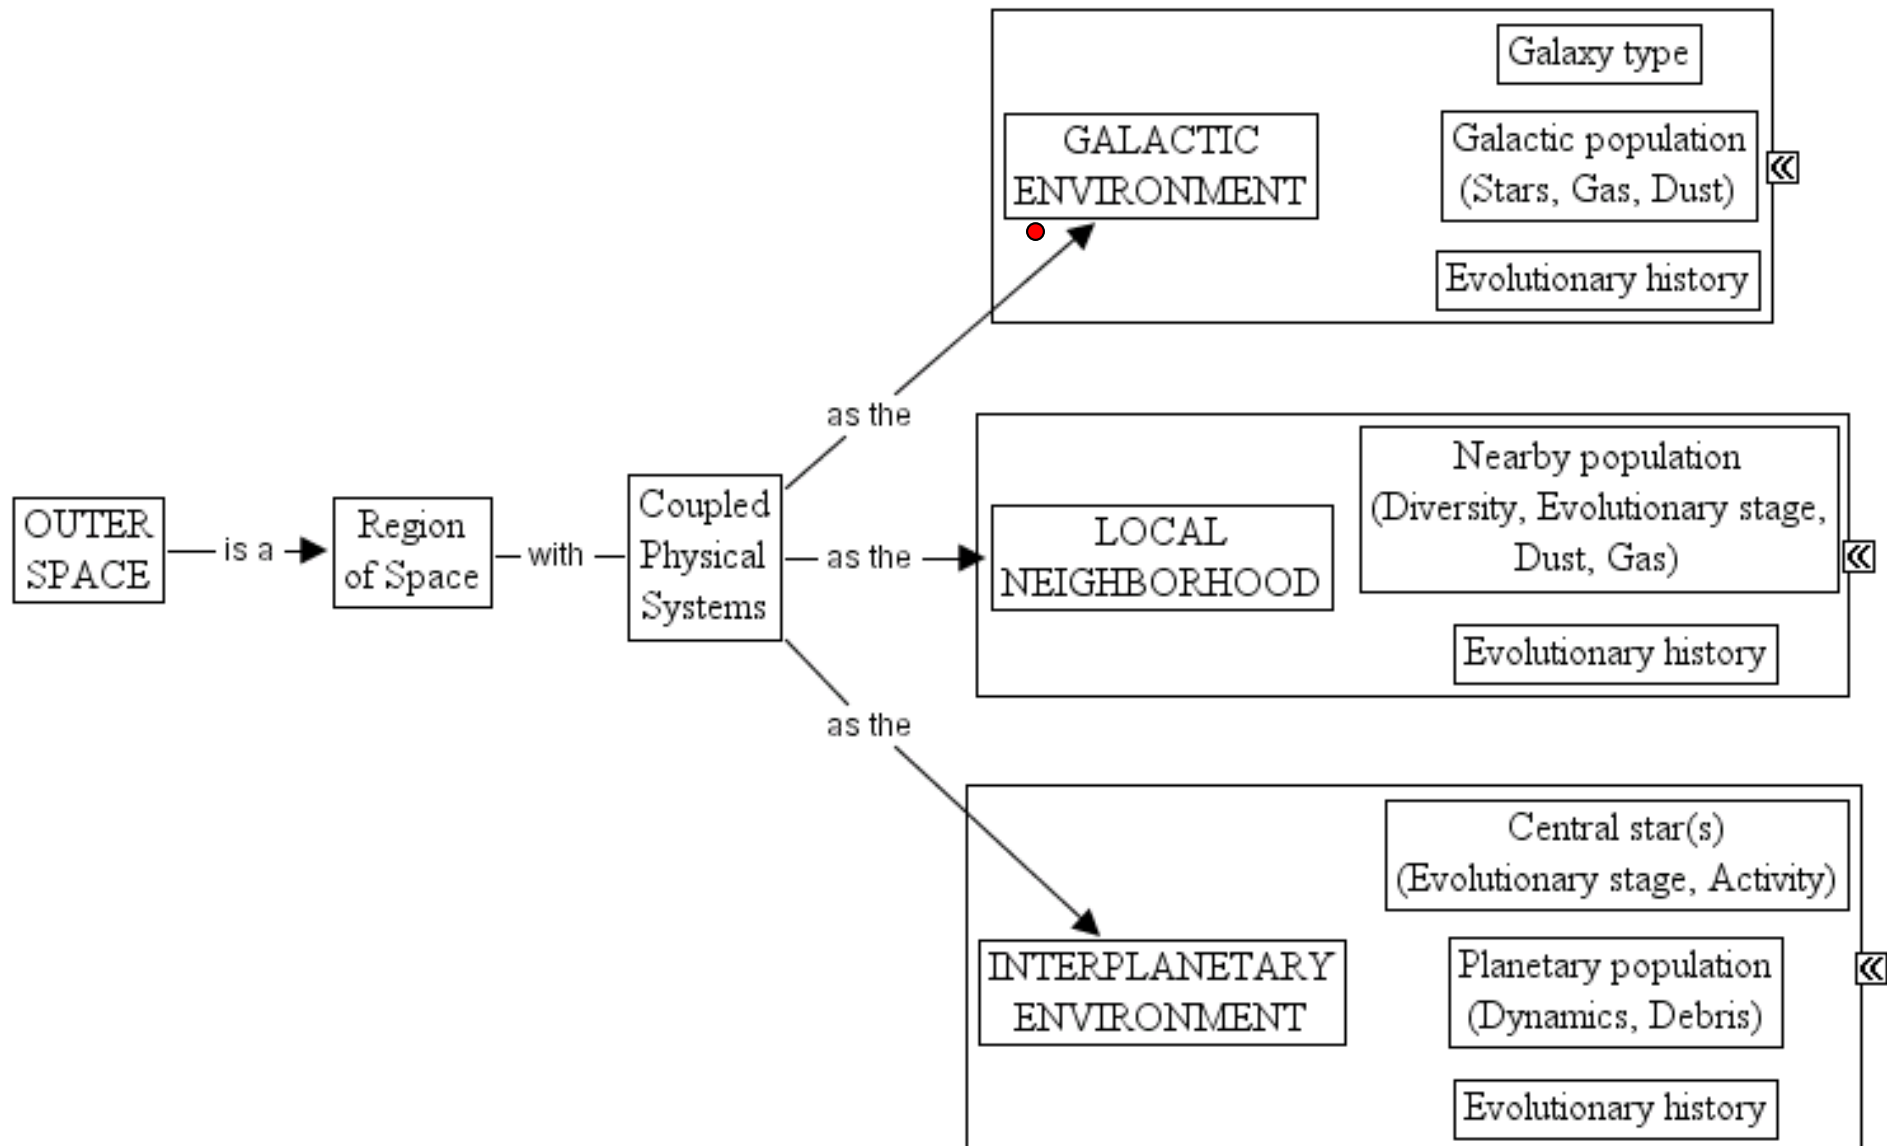 OUTER
SPACE
is a
Region
of Space
with
Coupled
Physical
Systems
as the
GALACTIC
ENVIRONMENT
Galaxy type
Galactic population
(Stars, Gas, Dust)
Evolutionary history
as the
LOCAL
NEIGHBORHOOD
Nearby population
(Diversity, Evolutionary stage,
Dust, Gas)
Evolutionary history
as the
INTERPLANETARY
ENVIRONMENT
Central star(s)
(Evolutionary stage, Activity)
Planetary population
(Dynamics, Debris)
Evolutionary history